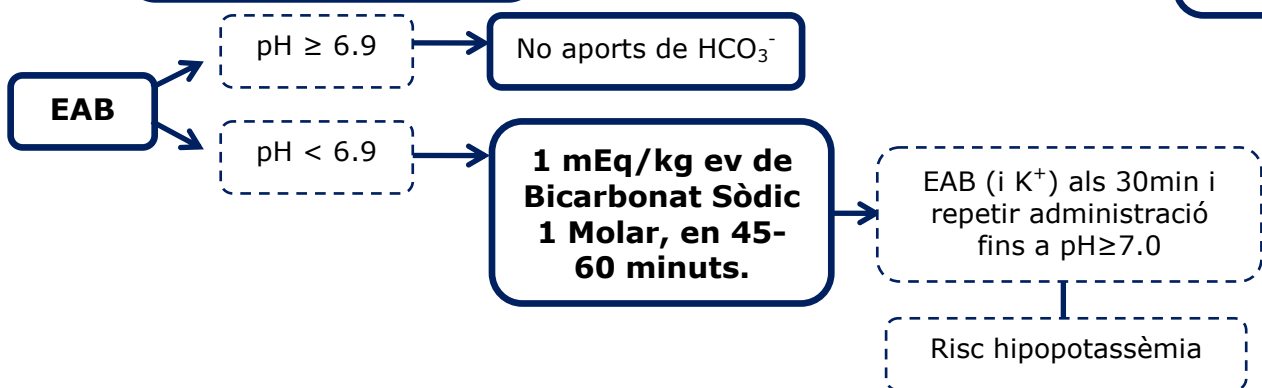 pH ≥ 6.9
No aports de HCO₃⁻
EAB
pH < 6.9
1 mEq/kg ev de
Bicarbonat Sòdic
1 Molar, en 45-
60 minuts.
EAB (i K⁺) als 30min i
repetir administració
fins a pH≥7.0
Risc hipopotassèmia